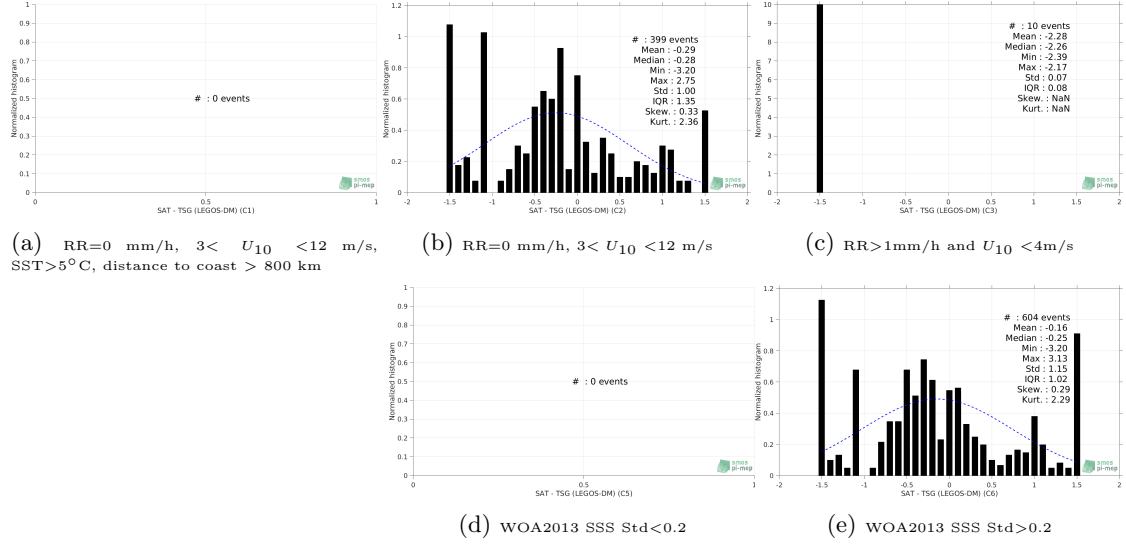 1
0.9
0.8
0.7
0.6
0.5
0.4
0.3
0.2
0.1
0
Normalized histogram
# : 0 events
0 0.5 1
SAT - TSG (LEGOS-DM) (C1)
smos
pi-mep
(a) RR=0 mm/h, 3< U10 <12 m/s,
SST>5°C, distance to coast > 800 km
1.2
1
0.8
0.6
0.4
0.2
0
Normalized histogram
# : 399 events
Mean : -0.29
Median : -0.28
Min : -3.20
Max : 2.75
Std : 1.00
IQR : 1.35
Skew. : 0.33
Kurt. : 2.36
-2 -1.5 -1 -0.5 0 0.5 1 1.5 2
SAT - TSG (LEGOS-DM) (C2)
smos
pi-mep
(b) RR=0 mm/h, 3< U10 <12 m/s
10
9
8
7
6
5
4
3
2
1
0
Normalized histogram
# : 10 events
Mean : -2.28
Median : -2.26
Min : -2.39
Max : -2.17
Std : 0.07
IQR : 0.08
Skew. : NaN
Kurt. : NaN
-2 -1.5 -1 -0.5 0 0.5 1 1.5 2
SAT - TSG (LEGOS-DM) (C3)
smos
pi-mep
(c) RR>1mm/h and U10 <4m/s
1
0.9
0.8
0.7
0.6
0.5
0.4
0.3
0.2
0.1
0
Normalized histogram
# : 0 events
0 0.5 1
SAT - TSG (LEGOS-DM) (C5)
smos
pi-mep
(d) WOA2013 SSS Std<0.2
1.2
1
0.8
0.6
0.4
0.2
0
Normalized histogram
# : 604 events
Mean : -0.16
Median : -0.25
Min : -3.20
Max : 3.13
Std : 1.15
IQR : 1.02
Skew. : 0.29
Kurt. : 2.29
-2 -1.5 -1 -0.5 0 0.5 1 1.5 2
SAT - TSG (LEGOS-DM) (C6)
smos
pi-mep
(e) WOA2013 SSS Std>0.2